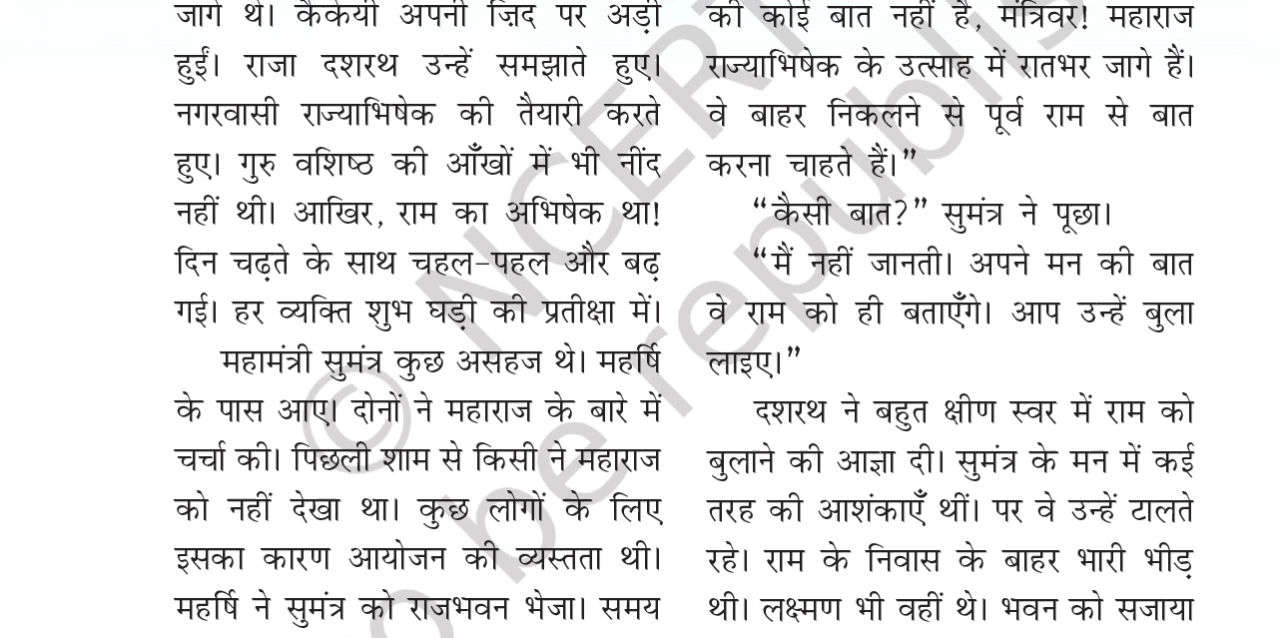 जागे थे। कैकेयी अपनी ज़िद पर अड़ी
हुईं। राजा दशरथ उन्हें समझाते हुए।
नगरवासी राज्याभिषेक की तैयारी करते
हुए। गुरु वशिष्ठ की आँखों में भी नींद
नहीं थी। आखिर, राम का अभिषेक था!
दिन चढ़ते के साथ चहल-पहल और बढ़
गई। हर व्यक्ति शुभ घड़ी की प्रतीक्षा में।
महामंत्री सुमंत्र कुछ असहज थे। महर्षि
के पास आए। दोनों ने महाराज के बारे में
चर्चा की। पिछली शाम से किसी ने महाराज
को नहीं देखा था। कुछ लोगों के लिए
इसका कारण आयोजन की व्यस्तता थी।
महर्षि ने सुमंत्र को राजभवन भेजा। समय
की कोई बात नहीं है, मंत्रिवर! महाराज
राज्याभिषेक के उत्साह में रातभर जागे हैं।
वे बाहर निकलने से पूर्व राम से बात
करना चाहते हैं।”
“कैसी बात?” सुमंत्र ने पूछा।
“मैं नहीं जानती। अपने मन की बात
वे राम को ही बताएँगे। आप उन्हें बुला
लाइए।”
दशरथ ने बहुत क्षीण स्वर में राम को
बुलाने की आज्ञा दी। सुमंत्र के मन में कई
तरह की आशंकाएँ थीं। पर वे उन्हें टालते
रहे। राम के निवास के बाहर भारी भीड़
थी। लक्ष्मण भी वहीं थे। भवन को सजाया
© NCERT
be republis